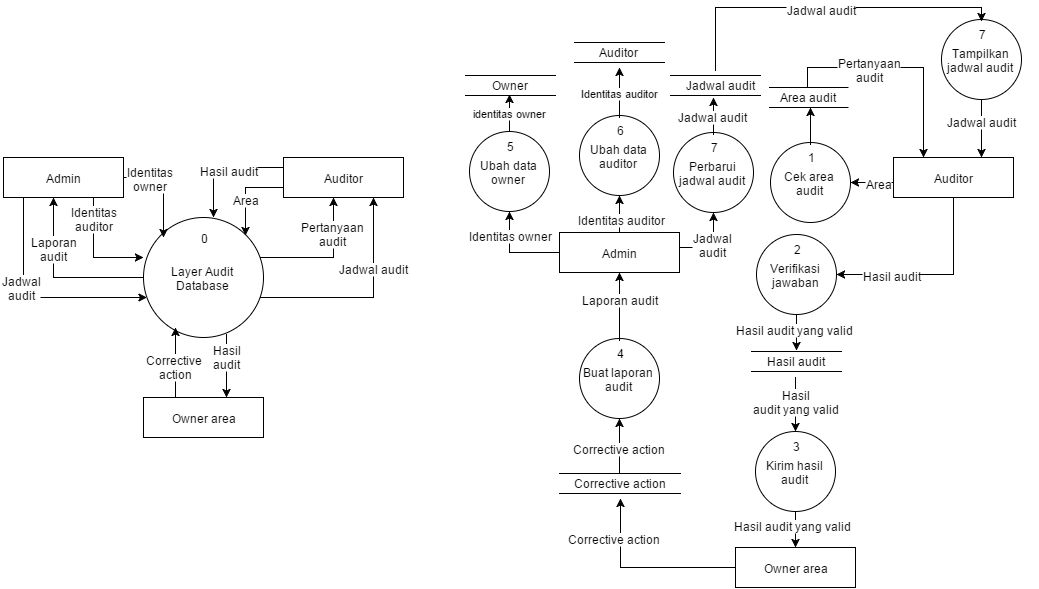 Admin
Identitas
owner
Hasil audit
Auditor
Area
Identitas
auditor
Laporan
audit
Jadwal
audit
0
Layer Audit
Database
Pertanyaan
audit
Jadwal audit
Corrective
action
Hasil
audit
Owner area
Jadwal audit
7
Tampilkan
jadwal audit
Jadwal audit
Auditor
Identitas auditor
Owner
identitas owner
Jadwal audit
Jadwal audit
Pertanyaan
audit
Area audit
5
Ubah data
owner
6
Ubah data
auditor
7
Perbarui
jadwal audit
1
Cek area
audit
Area
Auditor
Identitas owner
Identitas auditor
Jadwal
audit
Admin
2
Verifikasi
jawaban
Hasil audit
Laporan audit
Hasil audit yang valid
4
Buat laporan
audit
Hasil audit
Hasil
audit yang valid
Corrective action
3
Kirim hasil
audit
Corrective action
Corrective action
Hasil audit yang valid
Owner area